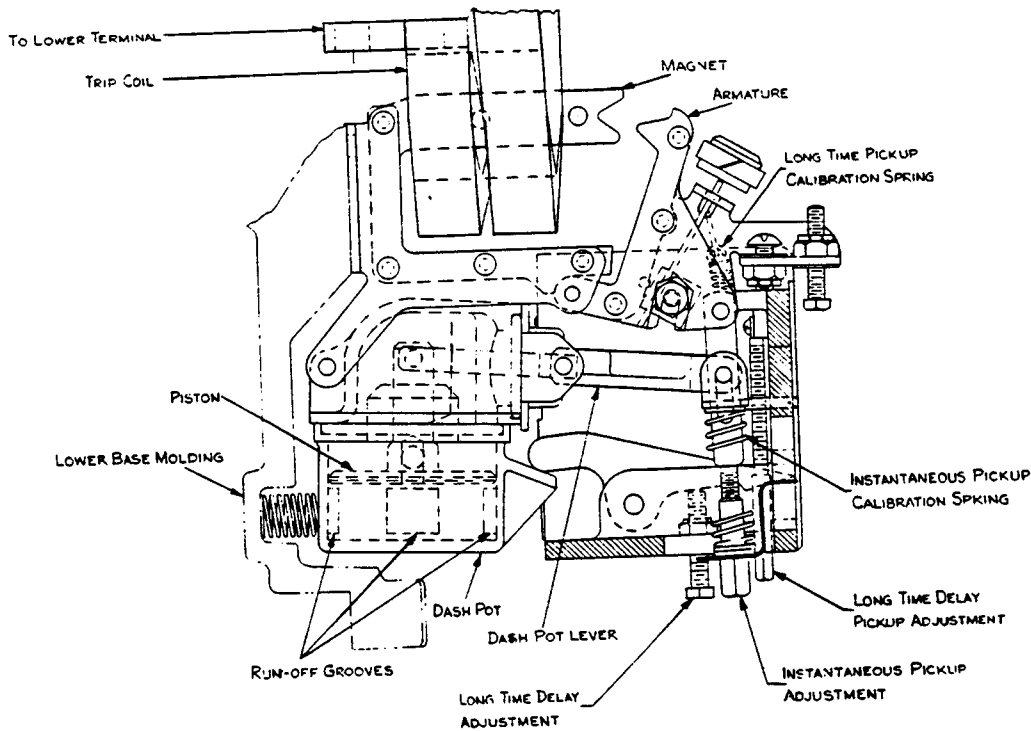 TO LOWER TERMINAL
TRIP COIL
MAGNET
ARMATURE
LONG TIME PICKUP
CALIBRATION SPRING
PISTON
LOWER BASE MOLDING
INSTANTANEOUS PICKUP
CALIBRATION SPRING
DASH POT
DASH POT LEVER
RUN-OFF GROOVES
LONG TIME DELAY
PICKUP ADJUSTMENT
INSTANTANEOUS PICKUP
ADJUSTMENT
LONG TIME DELAY
ADJUSTMENT